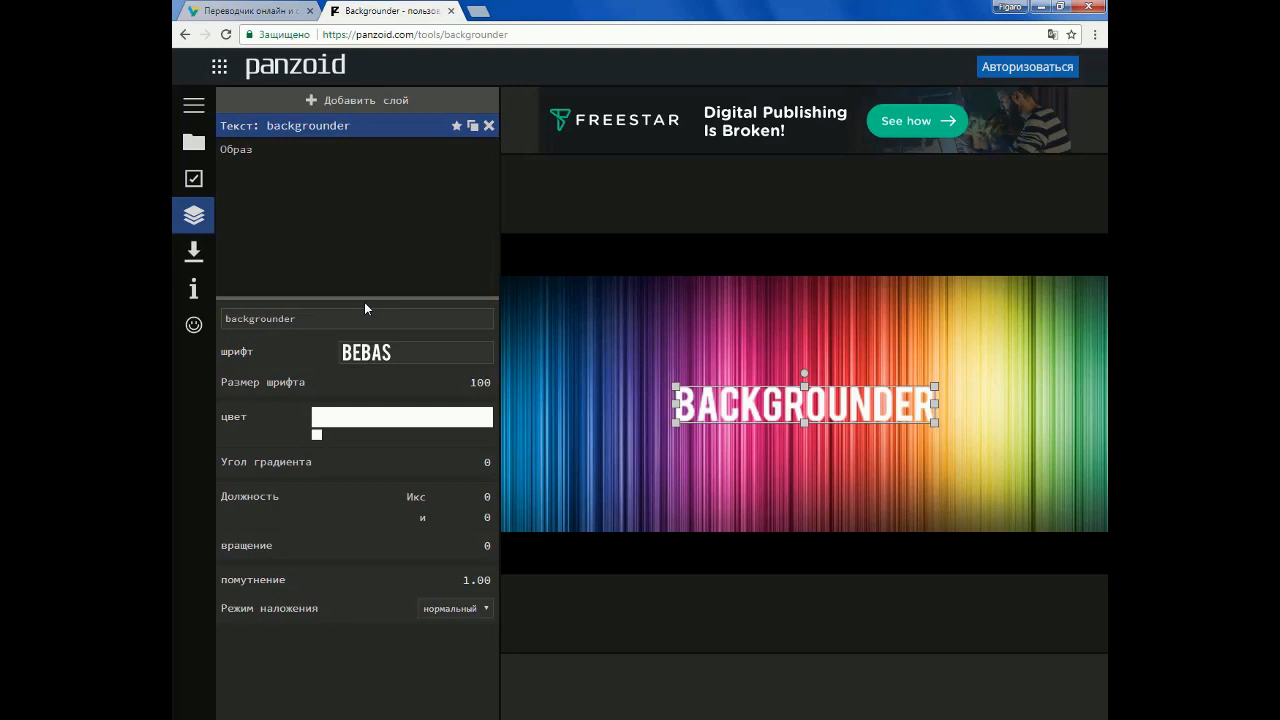 Переводчик онлайн и с
Backgrounder - пользов
Figaro
Защищено
https://panzoid.com/tools/backgrounder
panzoid
Авторизоваться
Добавить слой
FREESTAR
Digital Publishing
Is Broken!
See how
Текст: backgrounder
Образ
backgrounder
шрифт
BEBAS
Размер шрифта
100
цвет
Угол градиента
0
Должность
Икс
0
и
0
вращение
0
помутнение
1.00
Режим наложения
нормальный
BACKGROUNDER